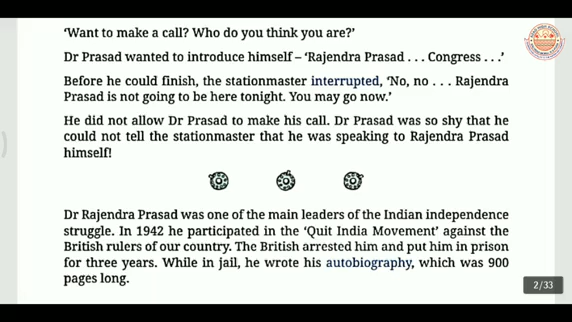 ‘Want to make a call? Who do you think you are?’
Dr Prasad wanted to introduce himself – ‘Rajendra Prasad . . . Congress . . .’
Before he could finish, the stationmaster interrupted, ‘No, no . . . Rajendra
Prasad is not going to be here tonight. You may go now.’
He did not allow Dr Prasad to make his call. Dr Prasad was so shy that he
could not tell the stationmaster that he was speaking to Rajendra Prasad
himself!
Dr Rajendra Prasad was one of the main leaders of the Indian independence
struggle. In 1942 he participated in the ‘Quit India Movement’ against the
British rulers of our country. The British arrested him and put him in prison
for three years. While in jail, he wrote his autobiography, which was 900
pages long.
2/33